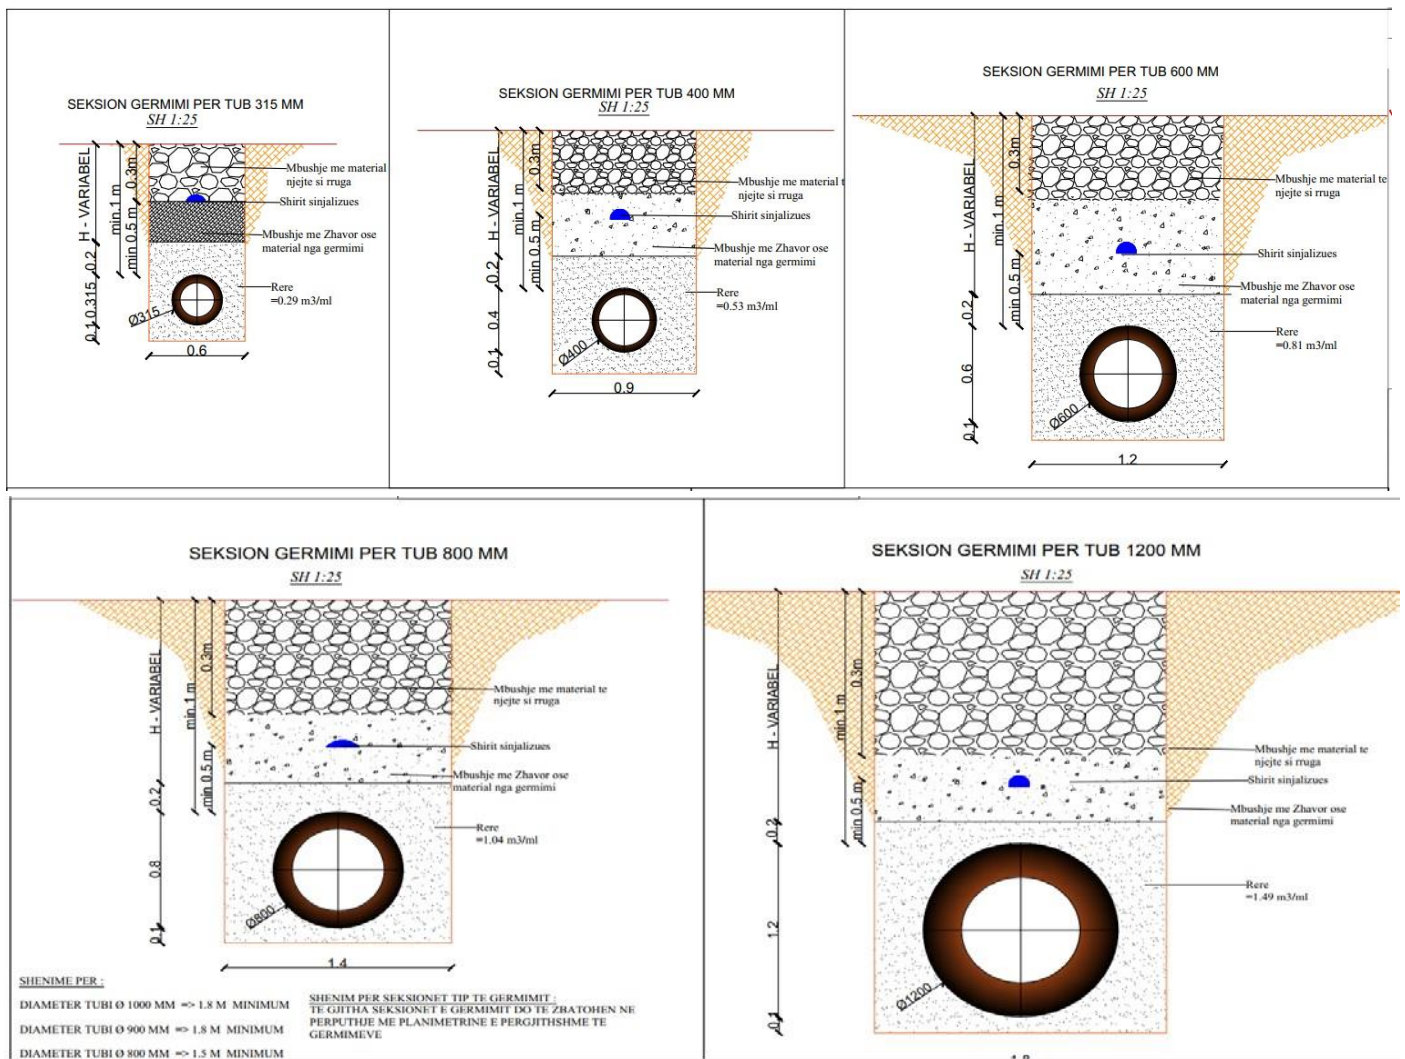 SEKSION GERMIMI PER TUB 315 MM
SH 1:25
H - VARIABEL
min 1 m
0.3m
min 0.5 m
0.2
0.315
0.1
Ø315
0.6
Mbushje me material
njejte si rruga
Shirit sinjalizues
Mbushje me Zhavor ose
material nga germimi
Rere
=0.29 m3/ml
SEKSION GERMIMI PER TUB 400 MM
SH 1:25
H - VARIABEL
min 1 m
0.3m
min 0.5 m
0.2
0.4
0.1
Ø400
0.9
Mbushje me material t
njejte si rruga
Shirit sinjalizues
Mbushje me Zhavor ose
material nga germimi
Rere
=0.53 m3/ml
SEKSION GERMIMI PER TUB 600 MM
SH 1:25
H - VARIABEL
min 1 m
0.3m
min 0.5 m
0.2
0.6
0.1
Ø600
1.2
Mbushje me material te
njejte si rruga
Shirit sinjalizues
Mbushje me Zhavor ose
material nga germimi
Rere
=0.81 m3/ml
SEKSION GERMIMI PER TUB 800 MM
SH 1:25
H - VARIABEL
min 1 m
0.3m
min 0.5 m
0.2
0.8
0.1
Ø800
1.4
Mbushje me material te
njejte si rruga
Shirit sinjalizues
Mbushje me Zhavor ose
material nga germimi
Rere
=1.04 m3/ml
SHENIME PER :
DIAMETER TUBI Ø 1000 MM => 1.8 M MINIMUM
DIAMETER TUBI Ø 900 MM => 1.8 M MINIMUM
DIAMETER TUBI Ø 800 MM => 1.5 M MINIMUM
SHENIM PER SEKSIONET TIP TE GERMIMIT :
TE GJITHA SEKSIONET E GERMIMIT DO TE ZBATOHEN NE
PERPUTHJE ME PLANIMETRINE E PERGJITHSHME TE
GERMIMEVE
SEKSION GERMIMI PER TUB 1200 MM
SH 1:25
H - VARIABEL
min 1 m
0.3m
min 0.5 m
0.2
1.2
0.1
Ø1200
1.8
Mbushje me material te
njejte si rruga
Shirit sinjalizues
Mbushje me Zhavor ose
material nga germimi
Rere
=1.49 m3/ml